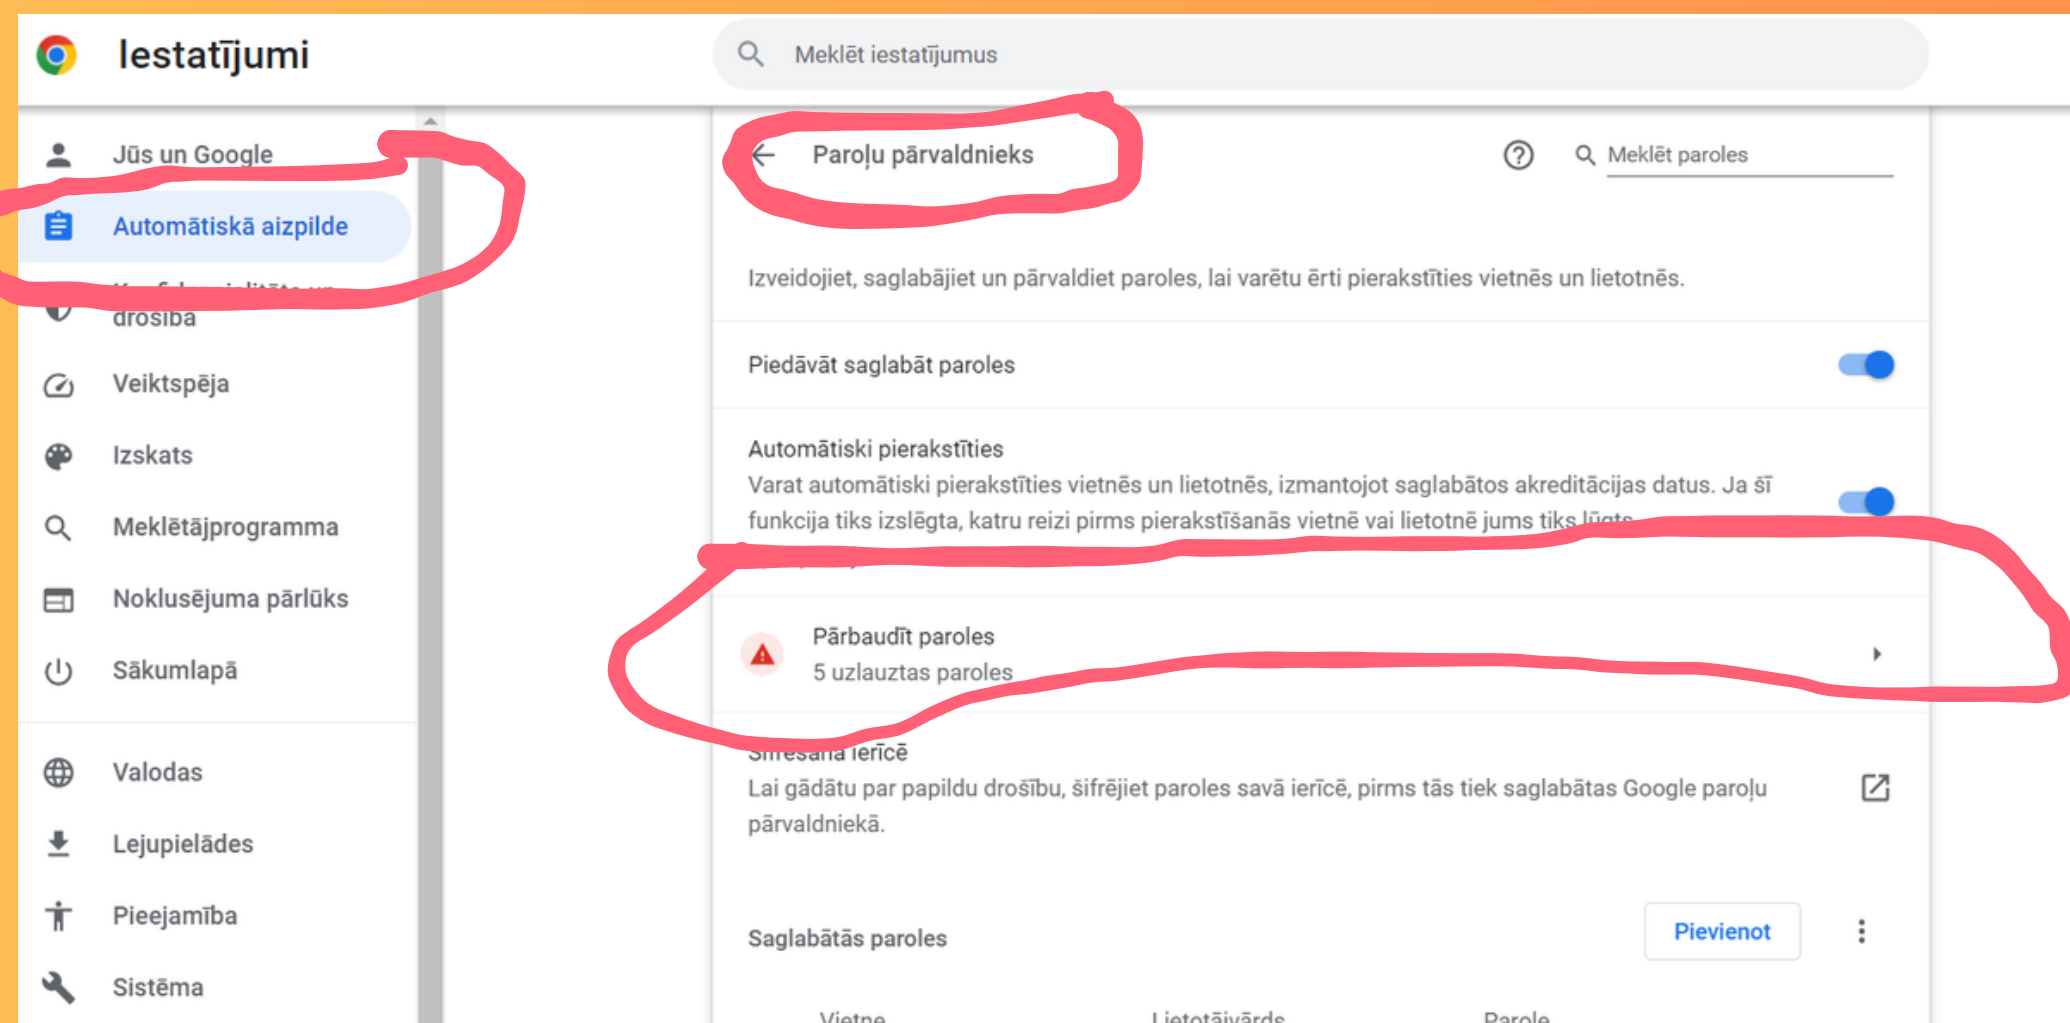 Iestatījumi
Meklēt iestatījumus
Jūs un Google
Automātiskā aizpilde
drošība
Veiktspēja
Izskats
Meklētājprogramma
Noklusējuma pārlūks
Sākumlapā
Valodas
Lejupielādes
Pieejamība
Sistēma
Paroļu pārvaldnieks
Meklēt paroles
Izveidojiet, saglabājiet un pārvaldiet paroles, lai varētu ērti pierakstīties vietnēs un lietotnēs.
Piedāvāt saglabāt paroles
Automātiski pierakstīties
Varat automātiski pierakstīties vietnēs un lietotnēs, izmantojot saglabātos akreditācijas datus. Ja šī
funkcija tiks izslēgta, katru reizi pirms pierakstīšanās vietnē vai lietotnē jums tiks lūgts
Pārbaudīt paroles
5 uzlauztas paroles
Šifrēšana ierīcē
Lai gādātu par papildu drošību, šifrējiet paroles savā ierīcē, pirms tās tiek saglabātas Google paroļu
pārvaldniekā.
Saglabātās paroles
Pievienot
Vietne Lietotājvārds Parole